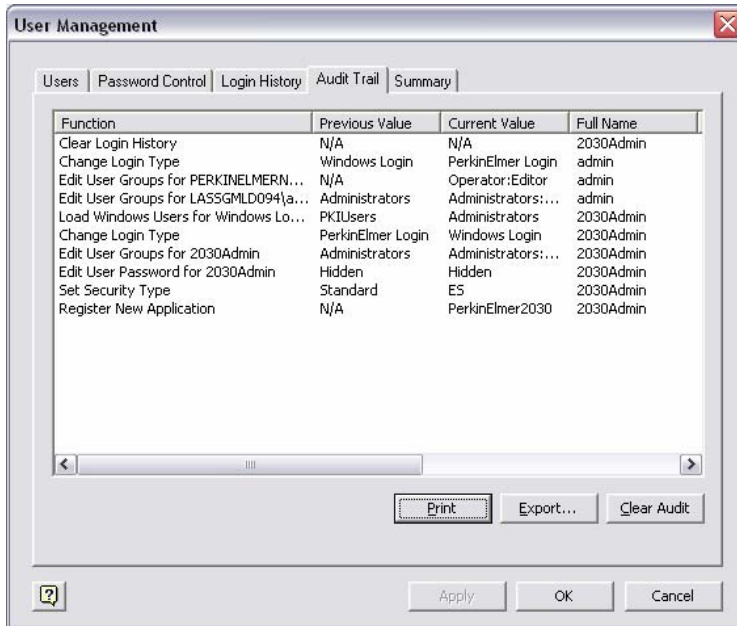 User Management
Users Password Control Login History Audit Trail Summary
Function Previous Value Current Value Full Name
Clear Login History N/A N/A 2030Admin
Change Login Type Windows Login PerkinElmer Login admin
Edit User Groups for PERKINELMERN... N/A Operator:Editor admin
Edit User Groups for LASSGMLD094\a... Administrators Administrators:... admin
Load Windows Users for Windows Lo... PKIUsers Administrators 2030Admin
Change Login Type PerkinElmer Login Windows Login 2030Admin
Edit User Groups for 2030Admin Administrators Administrators:... 2030Admin
Edit User Password for 2030Admin Hidden Hidden 2030Admin
Set Security Type Standard ES 2030Admin
Register New Application N/A PerkinElmer2030 2030Admin
Print Export... Clear Audit
? Apply OK Cancel